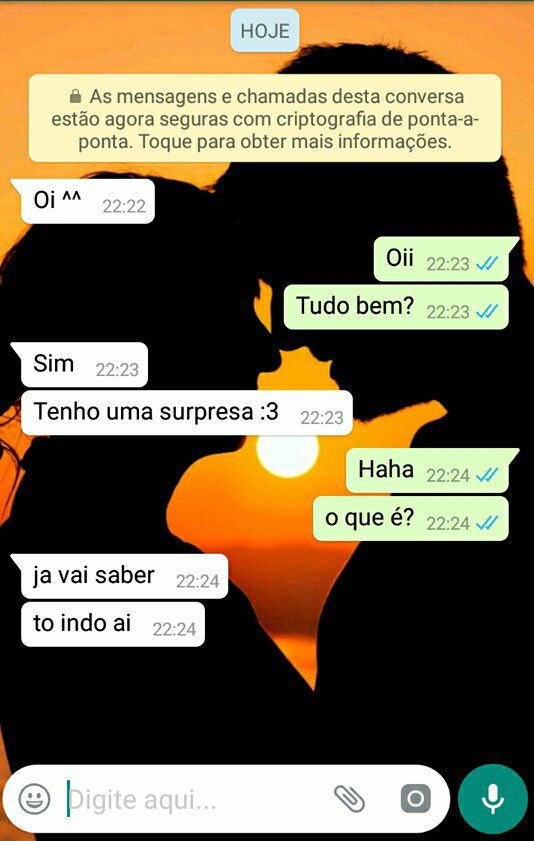 HOJE
As mensagens e chamadas desta conversa
estão agora seguras com criptografia de ponta-a-
ponta. Toque para obter mais informações.
Oi ^^ 22:22
Oii 22:23
Tudo bem? 22:23
Sim 22:23
Tenho uma surpresa :3 22:23
Haha 22:24
o que é? 22:24
ja vai saber 22:24
to indo ai 22:24
Digite aqui...